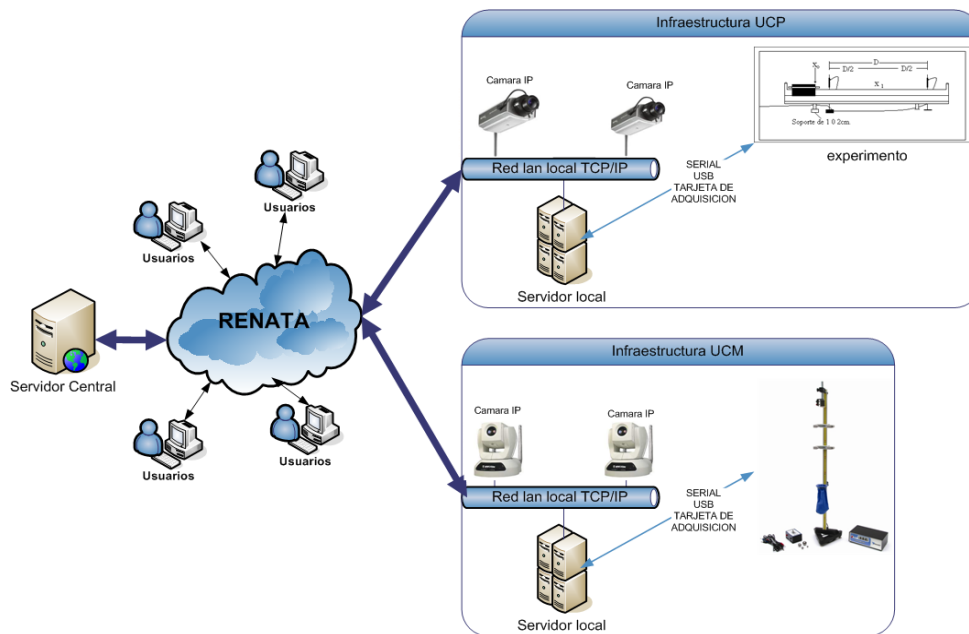 Infraestructura UCP
Camara IP
Camara IP
Red lan local TCP/IP
Servidor local
SERIAL
USB
TARJETA DE
ADQUISICION
D
D/2
D/2
X₀
X₁
Soporte de 1 0 2cm.
experimento
Usuarios
Usuarios
RENATA
Servidor Central
Usuarios
Usuarios
Infraestructura UCM
Camara IP
Camara IP
Red lan local TCP/IP
Servidor local
SERIAL
USB
TARJETA DE
ADQUISICION